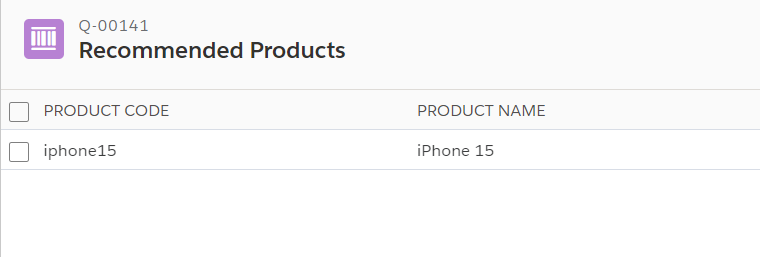 Q-00141
Recommended Products
PRODUCT CODE PRODUCT NAME
iphone15 iPhone 15